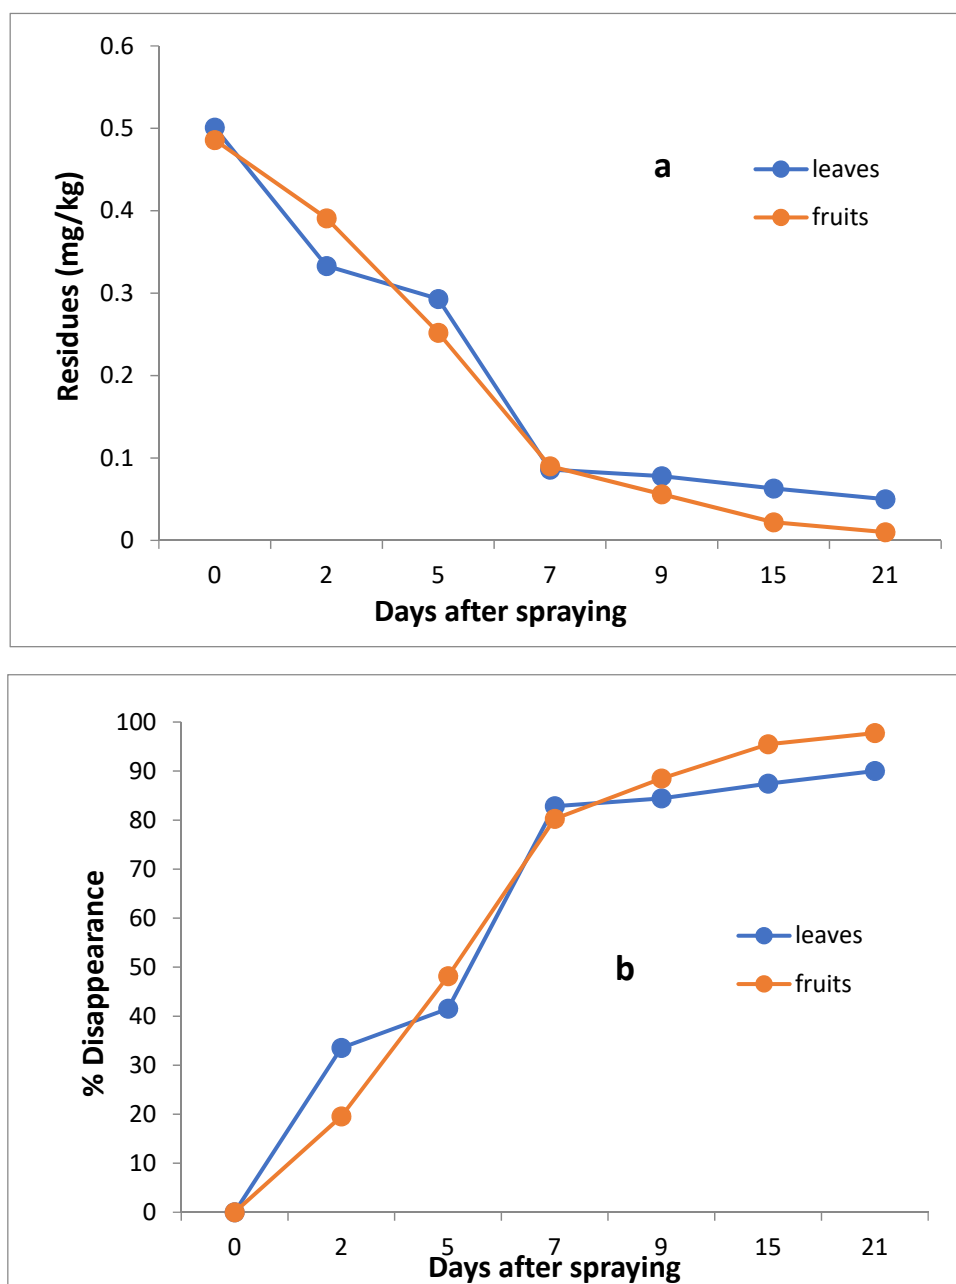 0.6
0.5
0.4
0.3
0.2
0.1
0
Residues (mg/kg)
a
leaves
fruits
0 2 5 7 9 15 21
Days after spraying
100
90
80
70
60
50
40
30
20
10
0
% Disappearance
b
leaves
fruits
0 2 5 7 9 15 21
Days after spraying